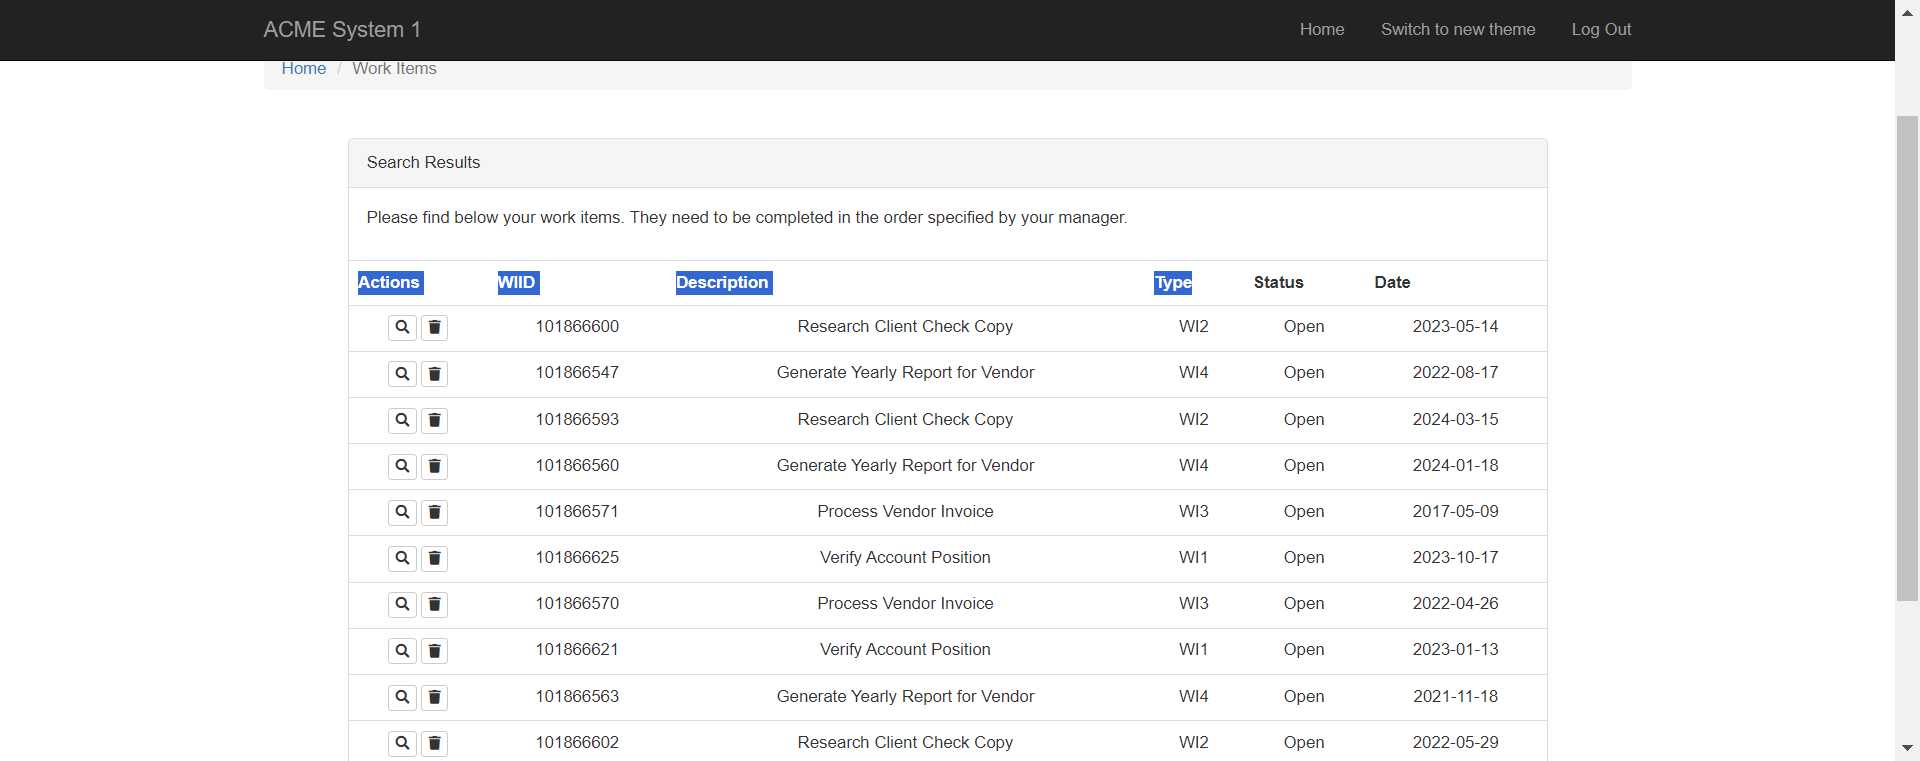 ACME System 1 Home Switch to new theme Log Out
Home / Work Items
Search Results
Please find below your work items. They need to be completed in the order specified by your manager.
Actions WIID Description Type Status Date
101866600 Research Client Check Copy WI2 Open 2023-05-14
101866547 Generate Yearly Report for Vendor WI4 Open 2022-08-17
101866593 Research Client Check Copy WI2 Open 2024-03-15
101866560 Generate Yearly Report for Vendor WI4 Open 2024-01-18
101866571 Process Vendor Invoice WI3 Open 2017-05-09
101866625 Verify Account Position WI1 Open 2023-10-17
101866570 Process Vendor Invoice WI3 Open 2022-04-26
101866621 Verify Account Position WI1 Open 2023-01-13
101866563 Generate Yearly Report for Vendor WI4 Open 2021-11-18
101866602 Research Client Check Copy WI2 Open 2022-05-29